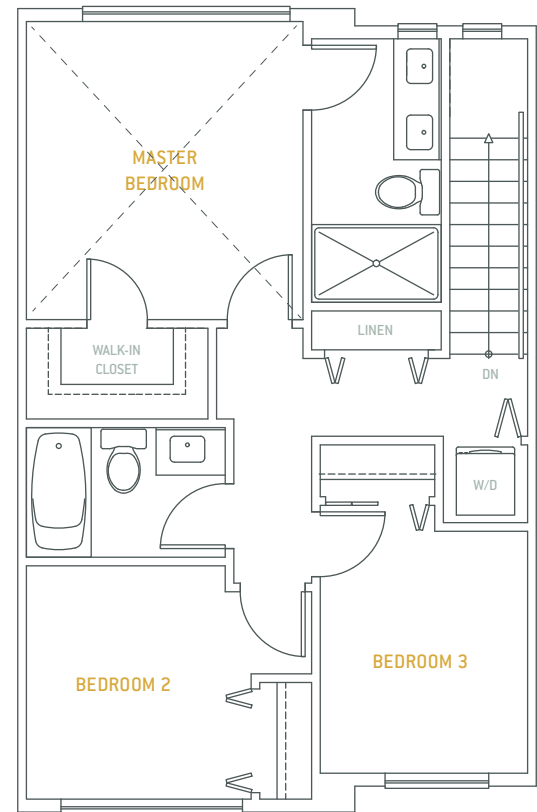 MASTER
BEDROOM
LINEN
WALK-IN
CLOSET
DN
W/D
BEDROOM 3
BEDROOM 2